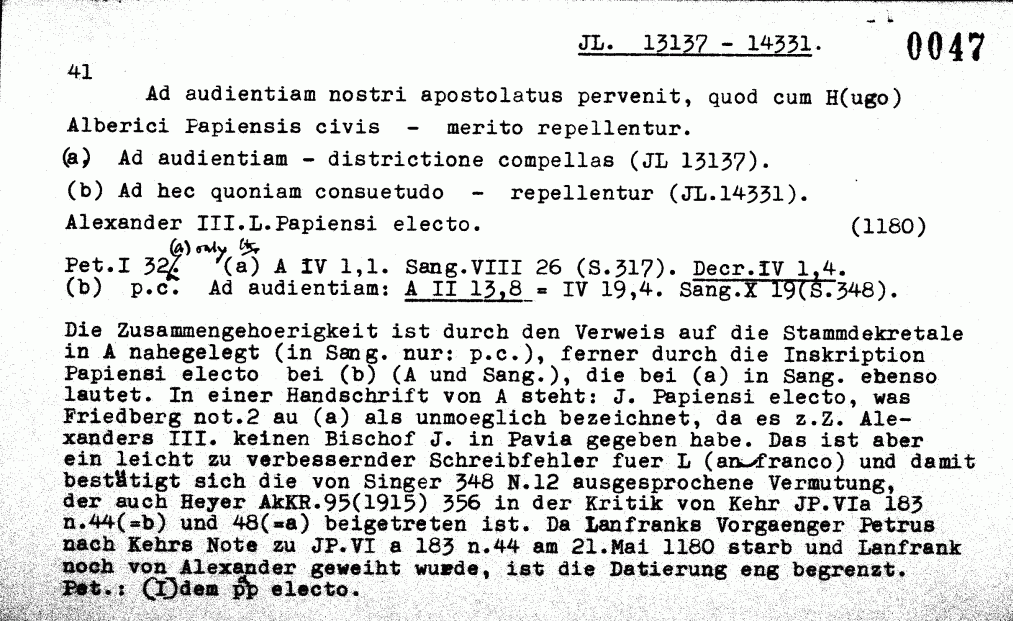 JL. 13137 - 14331.
0047
41
Ad audientiam nostri apostolatus pervenit, quod cum H(ugo)
Alberici Papiensis civis - merito repellentur.
(a) Ad audientiam - districtione compellas (JL 13137).
(b) Ad hec quoniam consuetudo - repellentur (JL.14331).
Alexander III.L.Papiensi electo. (1180)
(a) only
Pet.I 32. (a) A IV 1,1. Sang.VIII 26 (S.317). Decr.IV 1,4.
(b) p.c. Ad audientiam: A II 13,8 = IV 19,4. Sang.X 19(S.348).
Die Zusammengehoerigkeit ist durch den Verweis auf die Stammdekretale
in A nahegelegt (in Sang. nur: p.c.), ferner durch die Inskription
Papiensi electo bei (b) (A und Sang.), die bei (a) in Sang. ebenso
lautet. In einer Handschrift von A steht: J. Papiensi electo, was
Friedberg not.2 au (a) als unmoeglich bezeichnet, da es z.Z. Ale-
xanders III. keinen Bischof J. in Pavia gegeben habe. Das ist aber
ein leicht zu verbessernder Schreibfehler fuer L (anfranco) und damit
bestätigt sich die von Singer 348 N.12 ausgesprochene Vermutung,
der auch Heyer AkKR.95(1915) 356 in der Kritik von Kehr JP.VIa 183
n.44(=b) und 48(=a) beigetreten ist. Da Lanfranks Vorgaenger Petrus
nach Kehrs Note zu JP.VI a 183 n.44 am 21.Mai 1180 starb und Lanfrank
noch von Alexander geweiht wurde, ist die Datierung eng begrenzt.
Pet.: (I)dem pp electo.